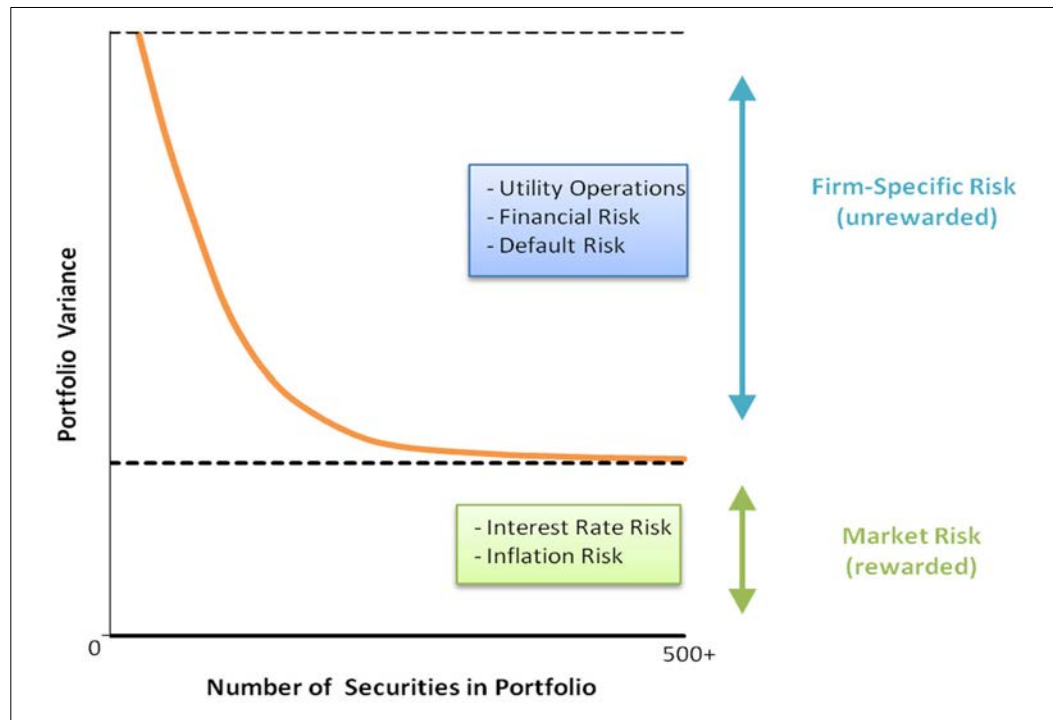 - Utility Operations
- Financial Risk
- Default Risk
Firm-Specific Risk
(unrewarded)
Portfolio Variance
- Interest Rate Risk
- Inflation Risk
Market Risk
(rewarded)
0
500+
Number of Securities in Portfolio